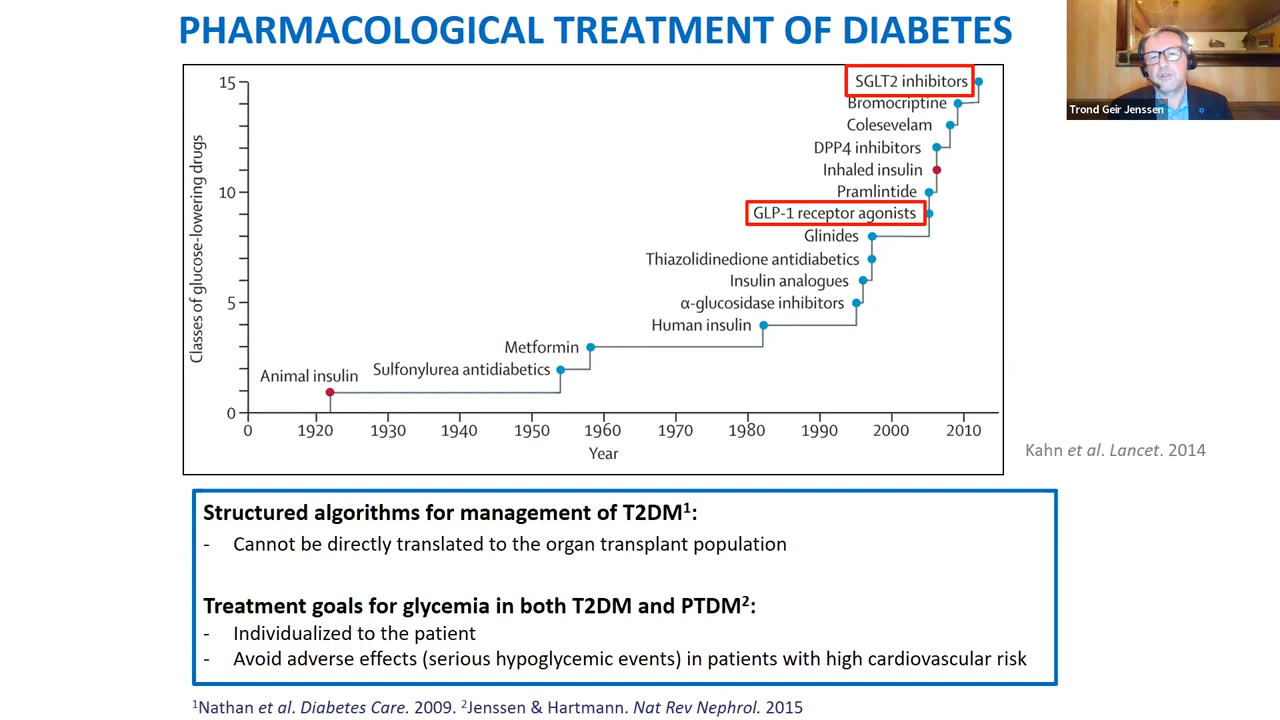 PHARMACOLOGICAL TREATMENT OF DIABETES
Trond Geir Jenssen
Classes of glucose-lowering drugs
15
10
5
0
SGLT2 inhibitors
Bromocriptine
Colesevelam
DPP4 inhibitors
Inhaled insulin
Pramlintide
GLP-1 receptor agonists
Glinides
Thiazolidinedione antidiabetics
Insulin analogues
α-glucosidase inhibitors
Human insulin
Metformin
Sulfonylurea antidiabetics
Animal insulin
0 1920 1930 1940 1950 1960 1970 1980 1990 2000 2010
Year
Kahn et al. Lancet. 2014
Structured algorithms for management of T2DM¹:
- Cannot be directly translated to the organ transplant population
Treatment goals for glycemia in both T2DM and PTDM²:
- Individualized to the patient
- Avoid adverse effects (serious hypoglycemic events) in patients with high cardiovascular risk
¹Nathan et al. Diabetes Care. 2009. ²Jenssen & Hartmann. Nat Rev Nephrol. 2015